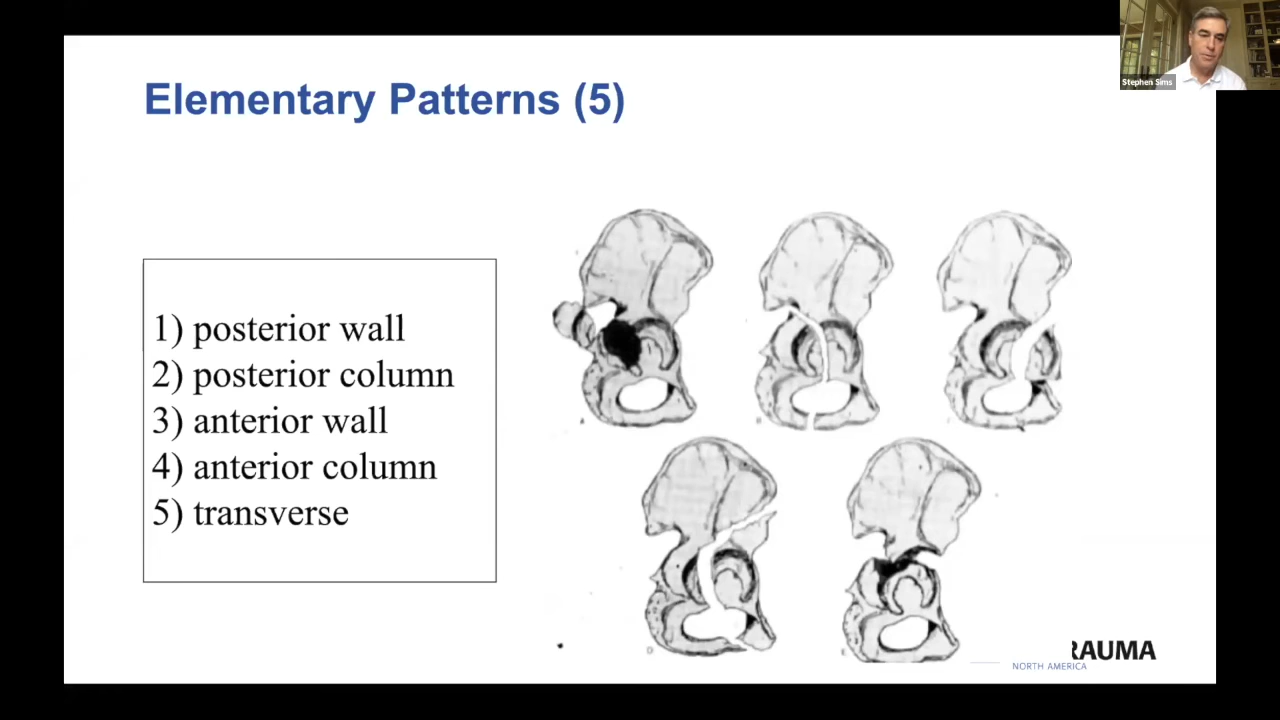 Stephen Sims
Elementary Patterns (5)
1) posterior wall
2) posterior column
3) anterior wall
4) anterior column
5) transverse
A
B
D
E
RAUMA
NORTH AMERICA